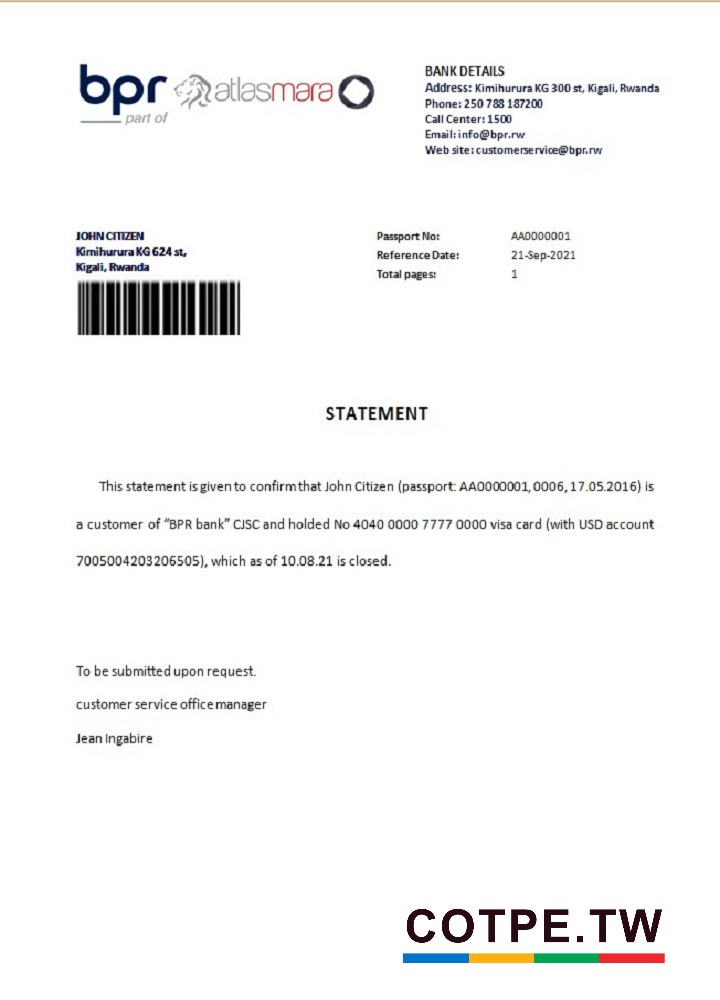 bpr atlasmara
part of
BANK DETAILS
Address: Kimihurura KG 300 st, Kigali, Rwanda
Phone: 250 788 187200
Call Center: 1500
Email: info@bpr.rw
Web site: customerservice@bpr.rw
JOHN CITIZEN
Kimihurura KG 624 st,
Kigali, Rwanda
Passport No: AA0000001
Reference Date: 21-Sep-2021
Total pages: 1
STATEMENT
This statement is given to confirm that John Citizen (passport: AA0000001, 0006, 17.05.2016) is
a customer of “BPR bank” CJSC and holded No 4040 0000 7777 0000 visa card (with USD account
7005004203206505), which as of 10.08.21 is closed.
To be submitted upon request.
customer service office manager
Jean Ingabire
COTPE.TW